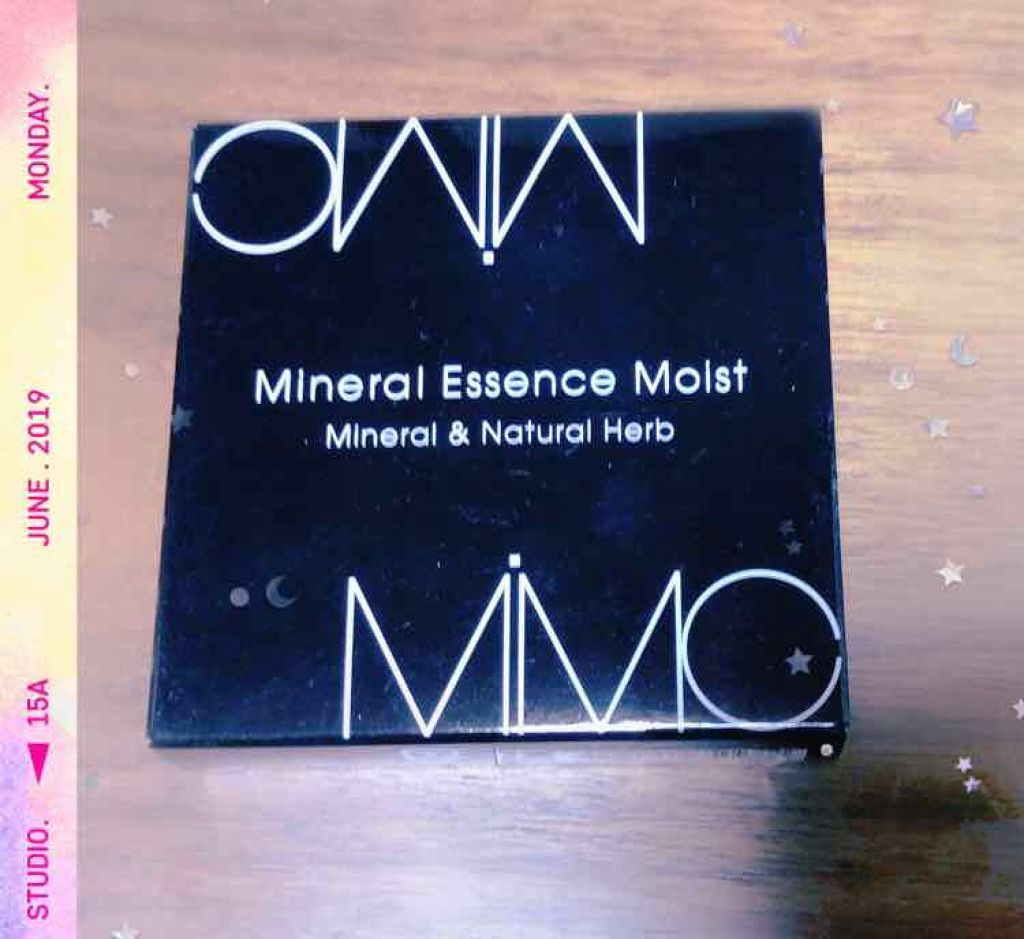 MiMC
Mineral Essence Moist
Mineral & Natural Herb
MiMC
STUDIO. ◀ 15A JUNE . 2019 MONDAY.